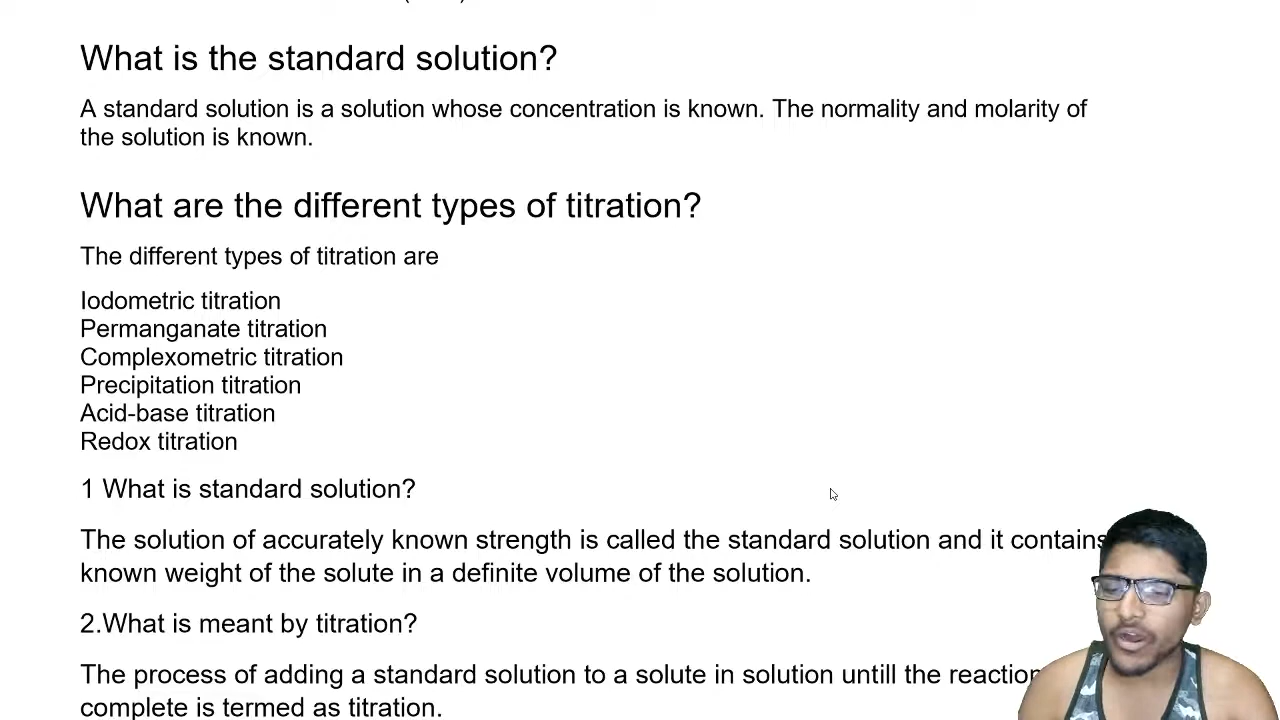 What is the standard solution?
A standard solution is a solution whose concentration is known. The normality and molarity of
the solution is known.
What are the different types of titration?
The different types of titration are
Iodometric titration
Permanganate titration
Complexometric titration
Precipitation titration
Acid-base titration
Redox titration
1 What is standard solution?
The solution of accurately known strength is called the standard solution and it contains
known weight of the solute in a definite volume of the solution.
2.What is meant by titration?
The process of adding a standard solution to a solute in solution untill the reaction
complete is termed as titration.